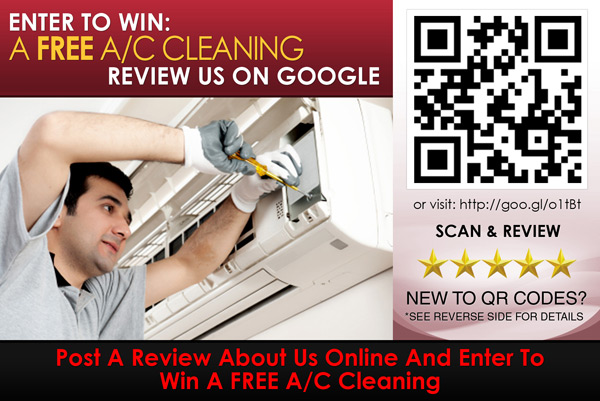 ENTER TO WIN:
A FREE A/C CLEANING
REVIEW US ON GOOGLE
or visit: http://goo.gl/o1tBt
SCAN & REVIEW
NEW TO QR CODES?
*SEE REVERSE SIDE FOR DETAILS
Post A Review About Us Online And Enter To
Win A FREE A/C Cleaning